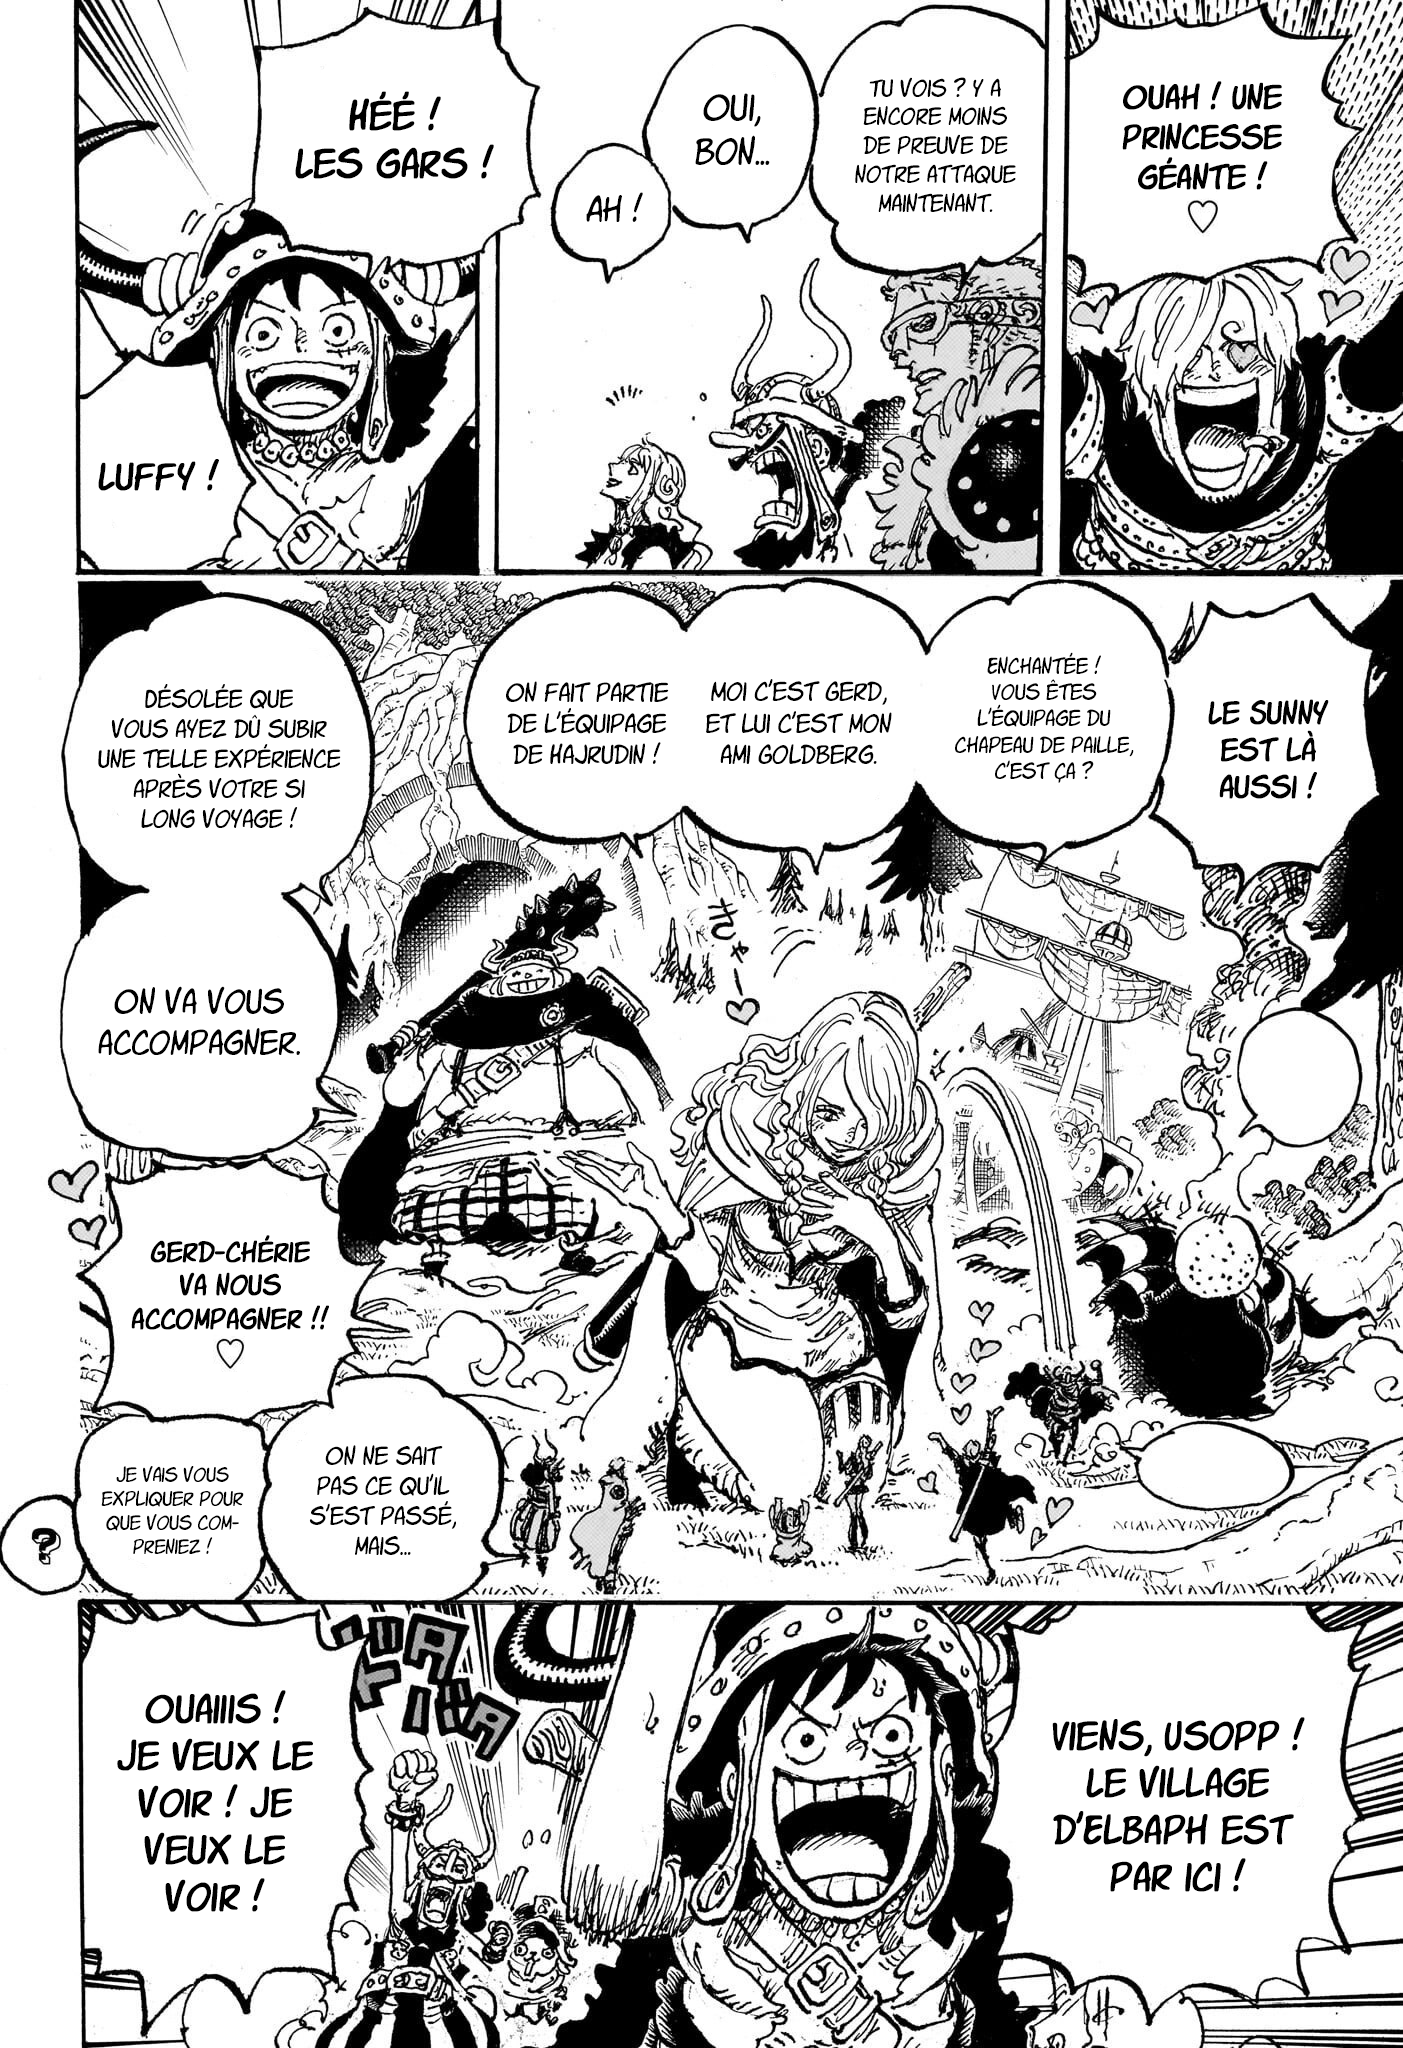 OUAH ! UNE
PRINCESSE
GÉANTE !
♡
TU VOIS ? Y A
ENCORE MOINS
DE PREUVE DE
NOTRE ATTAQUE
MAINTENANT.
OUI,
BON...
AH !
HÉÉ !
LES GARS !
LUFFY !
LE SUNNY
EST LÀ
AUSSI !
ENCHANTÉE !
VOUS ÊTES
L'ÉQUIPAGE DU
CHAPEAU DE PAILLE,
C'EST ÇA ?
MOI C'EST GERD,
ET LUI C'EST MON
AMI GOLDBERG.
ON FAIT PARTIE
DE L'ÉQUIPAGE
DE HAJRUDIN !
DÉSOLÉE QUE
VOUS AYEZ DÛ SUBIR
UNE TELLE EXPÉRIENCE
APRÈS VOTRE SI
LONG VOYAGE !
きゃー♡
ON VA VOUS
ACCOMPAGNER.
GERD-CHÉRIE
VA NOUS
ACCOMPAGNER !!
♡
ON NE SAIT
PAS CE QU'IL
S'EST PASSÉ,
MAIS...
JE VAIS VOUS
EXPLIQUER POUR
QUE VOUS COM-
PRENIEZ !
?
VIENS, USOPP !
LE VILLAGE
D'ELBAPH EST
PAR ICI !
OUAIIIS !
JE VEUX LE
VOIR ! JE
VEUX LE
VOIR !